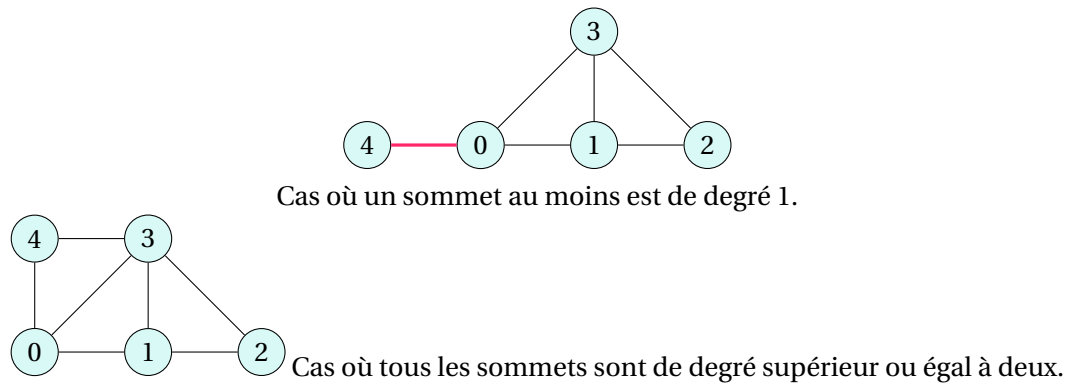 3
4 0 1 2
Cas où un sommet au moins est de degré 1.
4 3
0 1 2 Cas où tous les sommets sont de degré supérieur ou égal à deux.